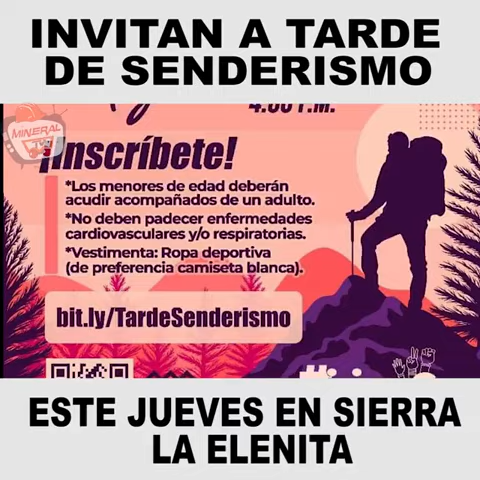 INVITAN A TARDE
DE SENDERISMO
4:00 P.M.
MINERAL
TV
¡Inscríbete!
*Los menores de edad deberán
acudir acompañados de un adulto.
*No deben padecer enfermedades
cardiovasculares y/o respiratorias.
*Vestimenta: Ropa deportiva
(de preferencia camiseta blanca).
bit.ly/TardeSenderismo
ESTE JUEVES EN SIERRA
LA ELENITA